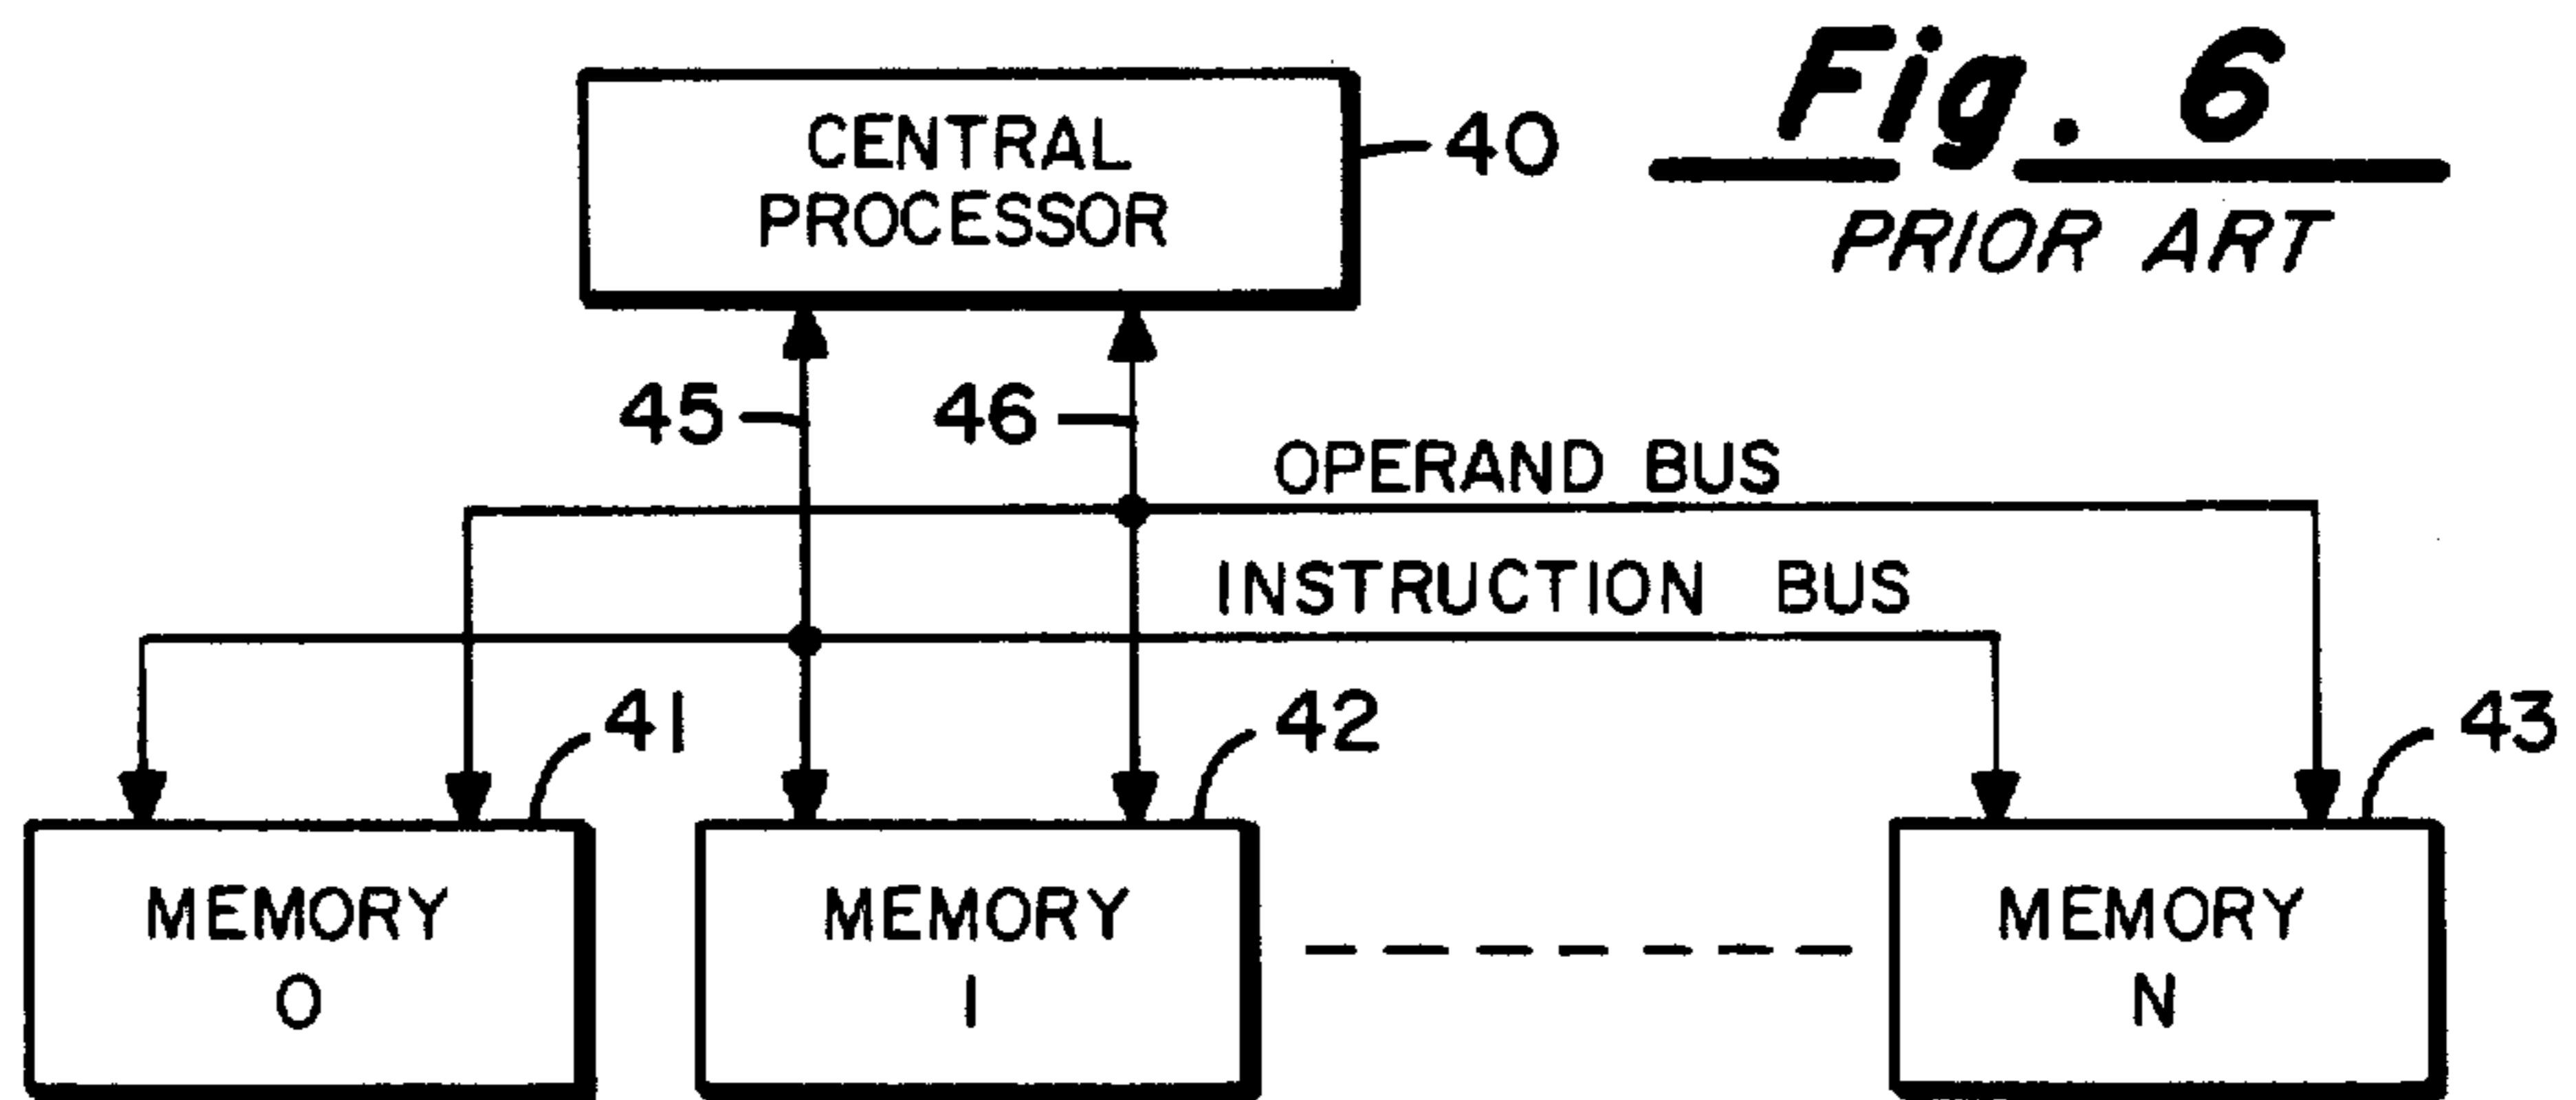 Fig. 6
PRIOR ART
CENTRAL
PROCESSOR
40
45
46
OPERAND BUS
INSTRUCTION BUS
41
42
43
MEMORY
0
MEMORY
1
MEMORY
N